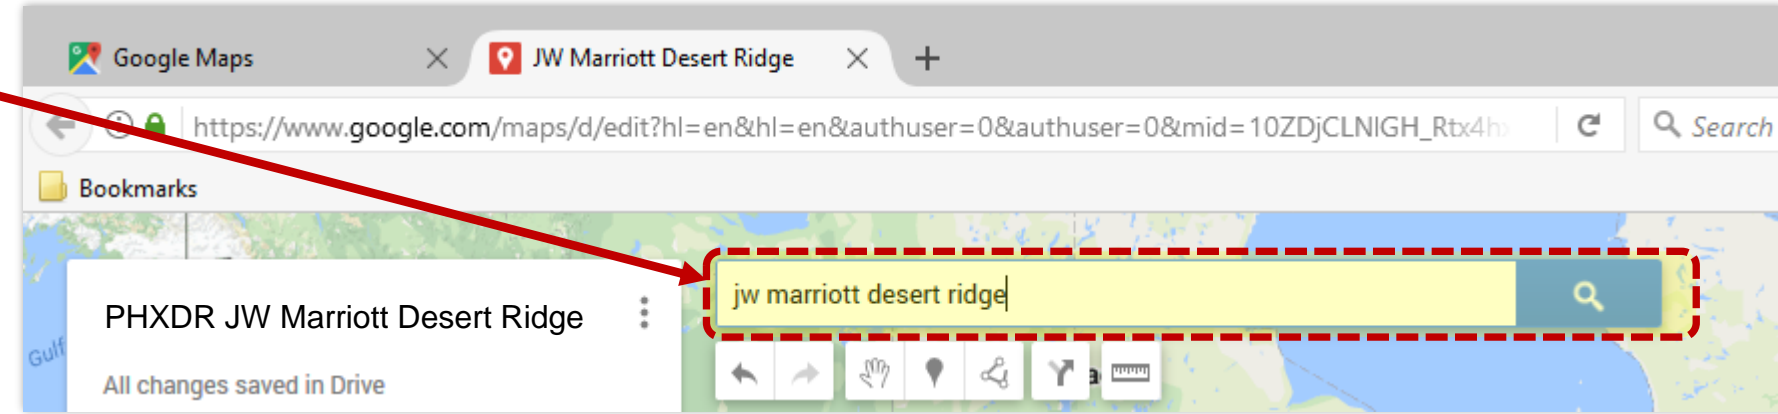 Google Maps
JW Marriott Desert Ridge
https://www.google.com/maps/d/edit?hl=en&hl=en&authuser=0&authuser=0&mid=10ZDjCLNIGH_Rtx4h
Search
Bookmarks
jw marriott desert ridge
PHXDR JW Marriott Desert Ridge
Gulf
All changes saved in Drive